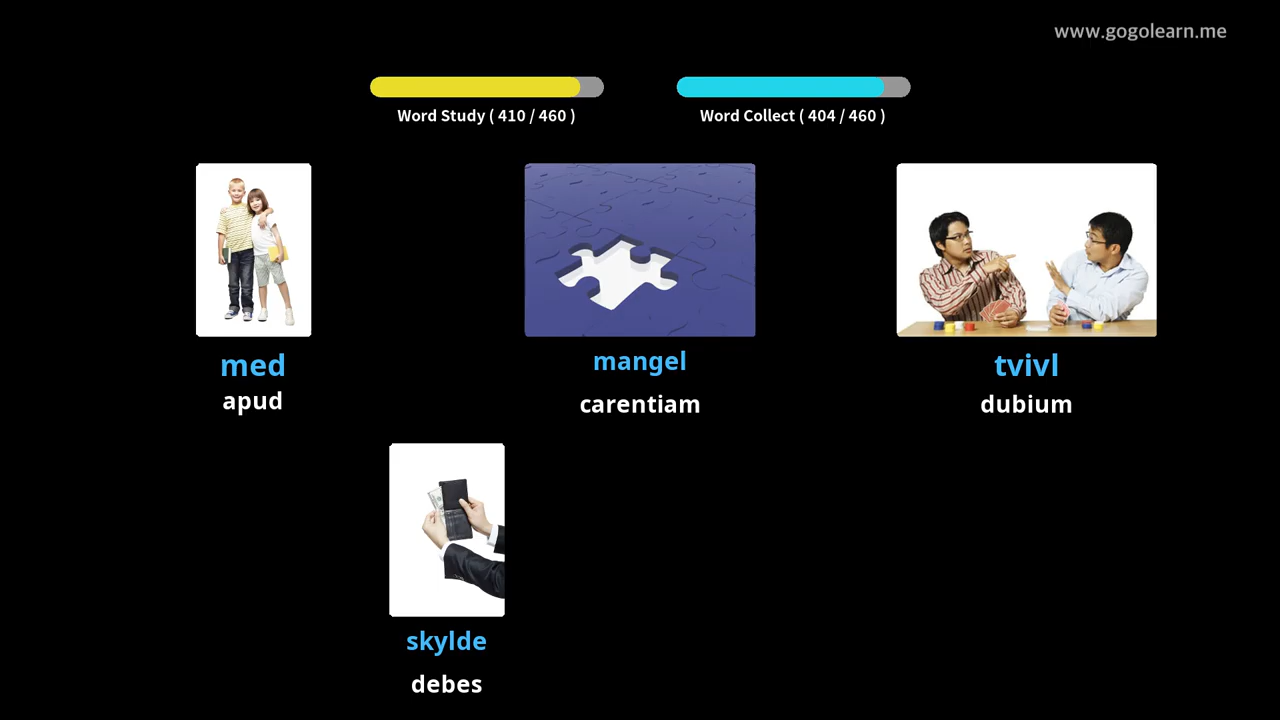 www.gogolearn.me
Word Study ( 410 / 460 )
Word Collect ( 404 / 460 )
med
apud
mangel
carentiam
tvivl
dubium
skylde
debes